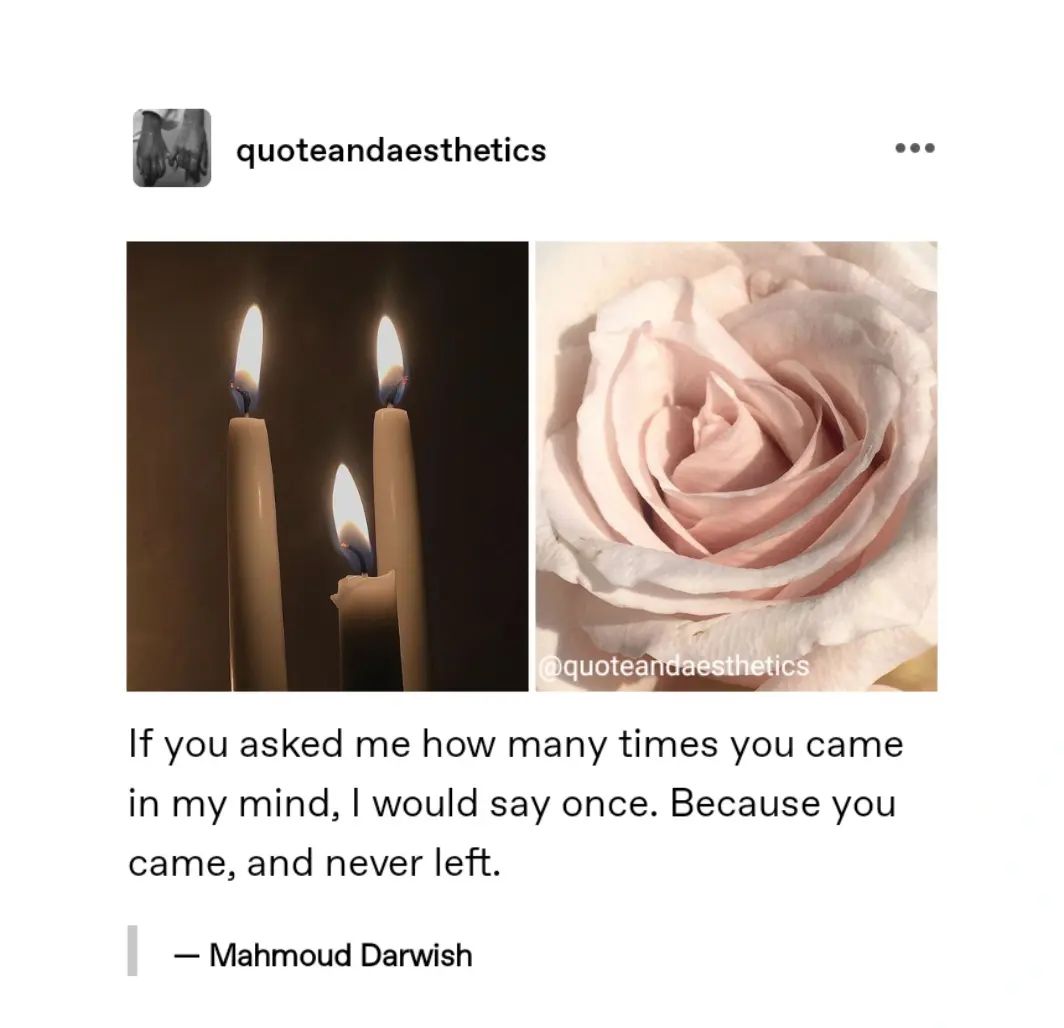 quoteandaesthetics
@quoteandaesthetics
If you asked me how many times you came
in my mind, I would say once. Because you
came, and never left.
— Mahmoud Darwish